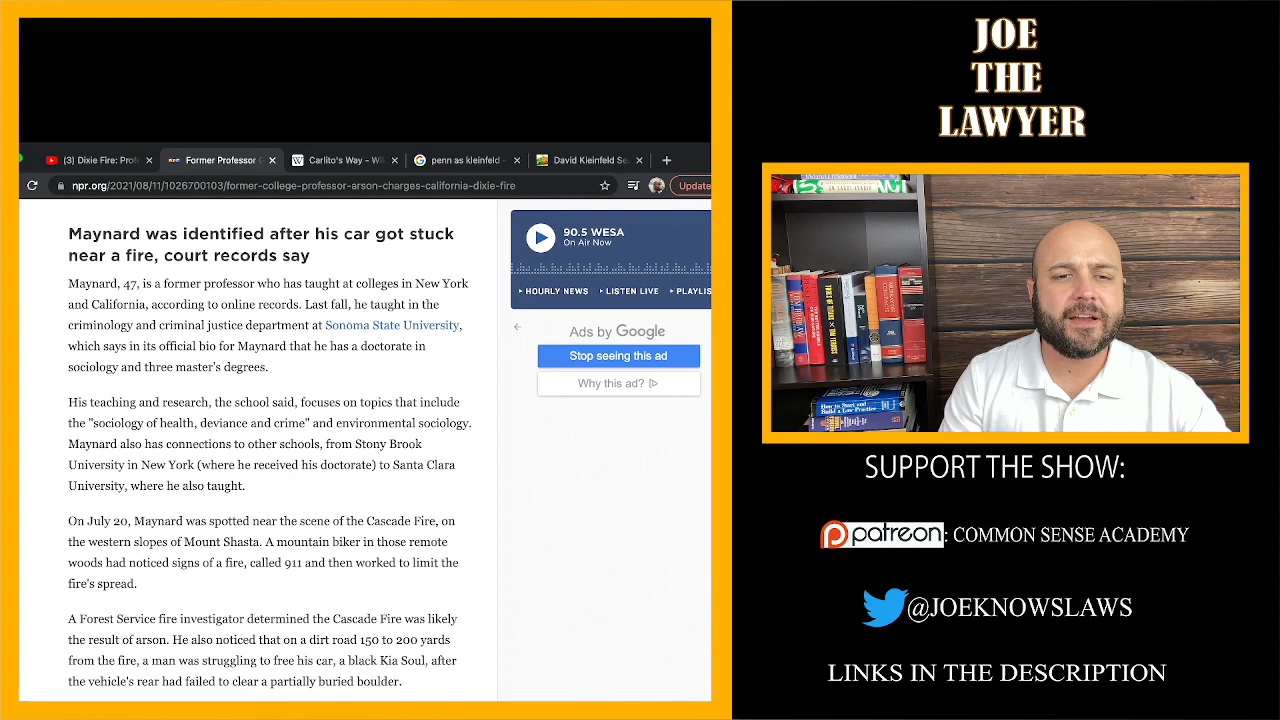 (3) Dixie Fire: Prof
Former Professor
Carlito's Way - Wi
penn as kleinfeld -
David Kleinfeld Se
npr.org/2021/08/11/1026700103/former-college-professor-arson-charges-california-dixie-fire
Update
Maynard was identified after his car got stuck
near a fire, court records say
Maynard, 47, is a former professor who has taught at colleges in New York
and California, according to online records. Last fall, he taught in the
criminology and criminal justice department at Sonoma State University,
which says in its official bio for Maynard that he has a doctorate in
sociology and three master's degrees.
His teaching and research, the school said, focuses on topics that include
the "sociology of health, deviance and crime" and environmental sociology.
Maynard also has connections to other schools, from Stony Brook
University in New York (where he received his doctorate) to Santa Clara
University, where he also taught.
On July 20, Maynard was spotted near the scene of the Cascade Fire, on
the western slopes of Mount Shasta. A mountain biker in those remote
woods had noticed signs of a fire, called 911 and then worked to limit the
fire's spread.
A Forest Service fire investigator determined the Cascade Fire was likely
the result of arson. He also noticed that on a dirt road 150 to 200 yards
from the fire, a man was struggling to free his car, a black Kia Soul, after
the vehicle's rear had failed to clear a partially buried boulder.
90.5 WESA
On Air Now
HOURLY NEWS
LISTEN LIVE
PLAYLIS
Ads by Google
Stop seeing this ad
Why this ad?
JOE
THE
LAWYER
TOOLS OF TITANS
TIM FERRISS
How to Start and
Build a Law Practice
SUPPORT THE SHOW:
patreon: COMMON SENSE ACADEMY
@JOEKNOWSLAWS
LINKS IN THE DESCRIPTION